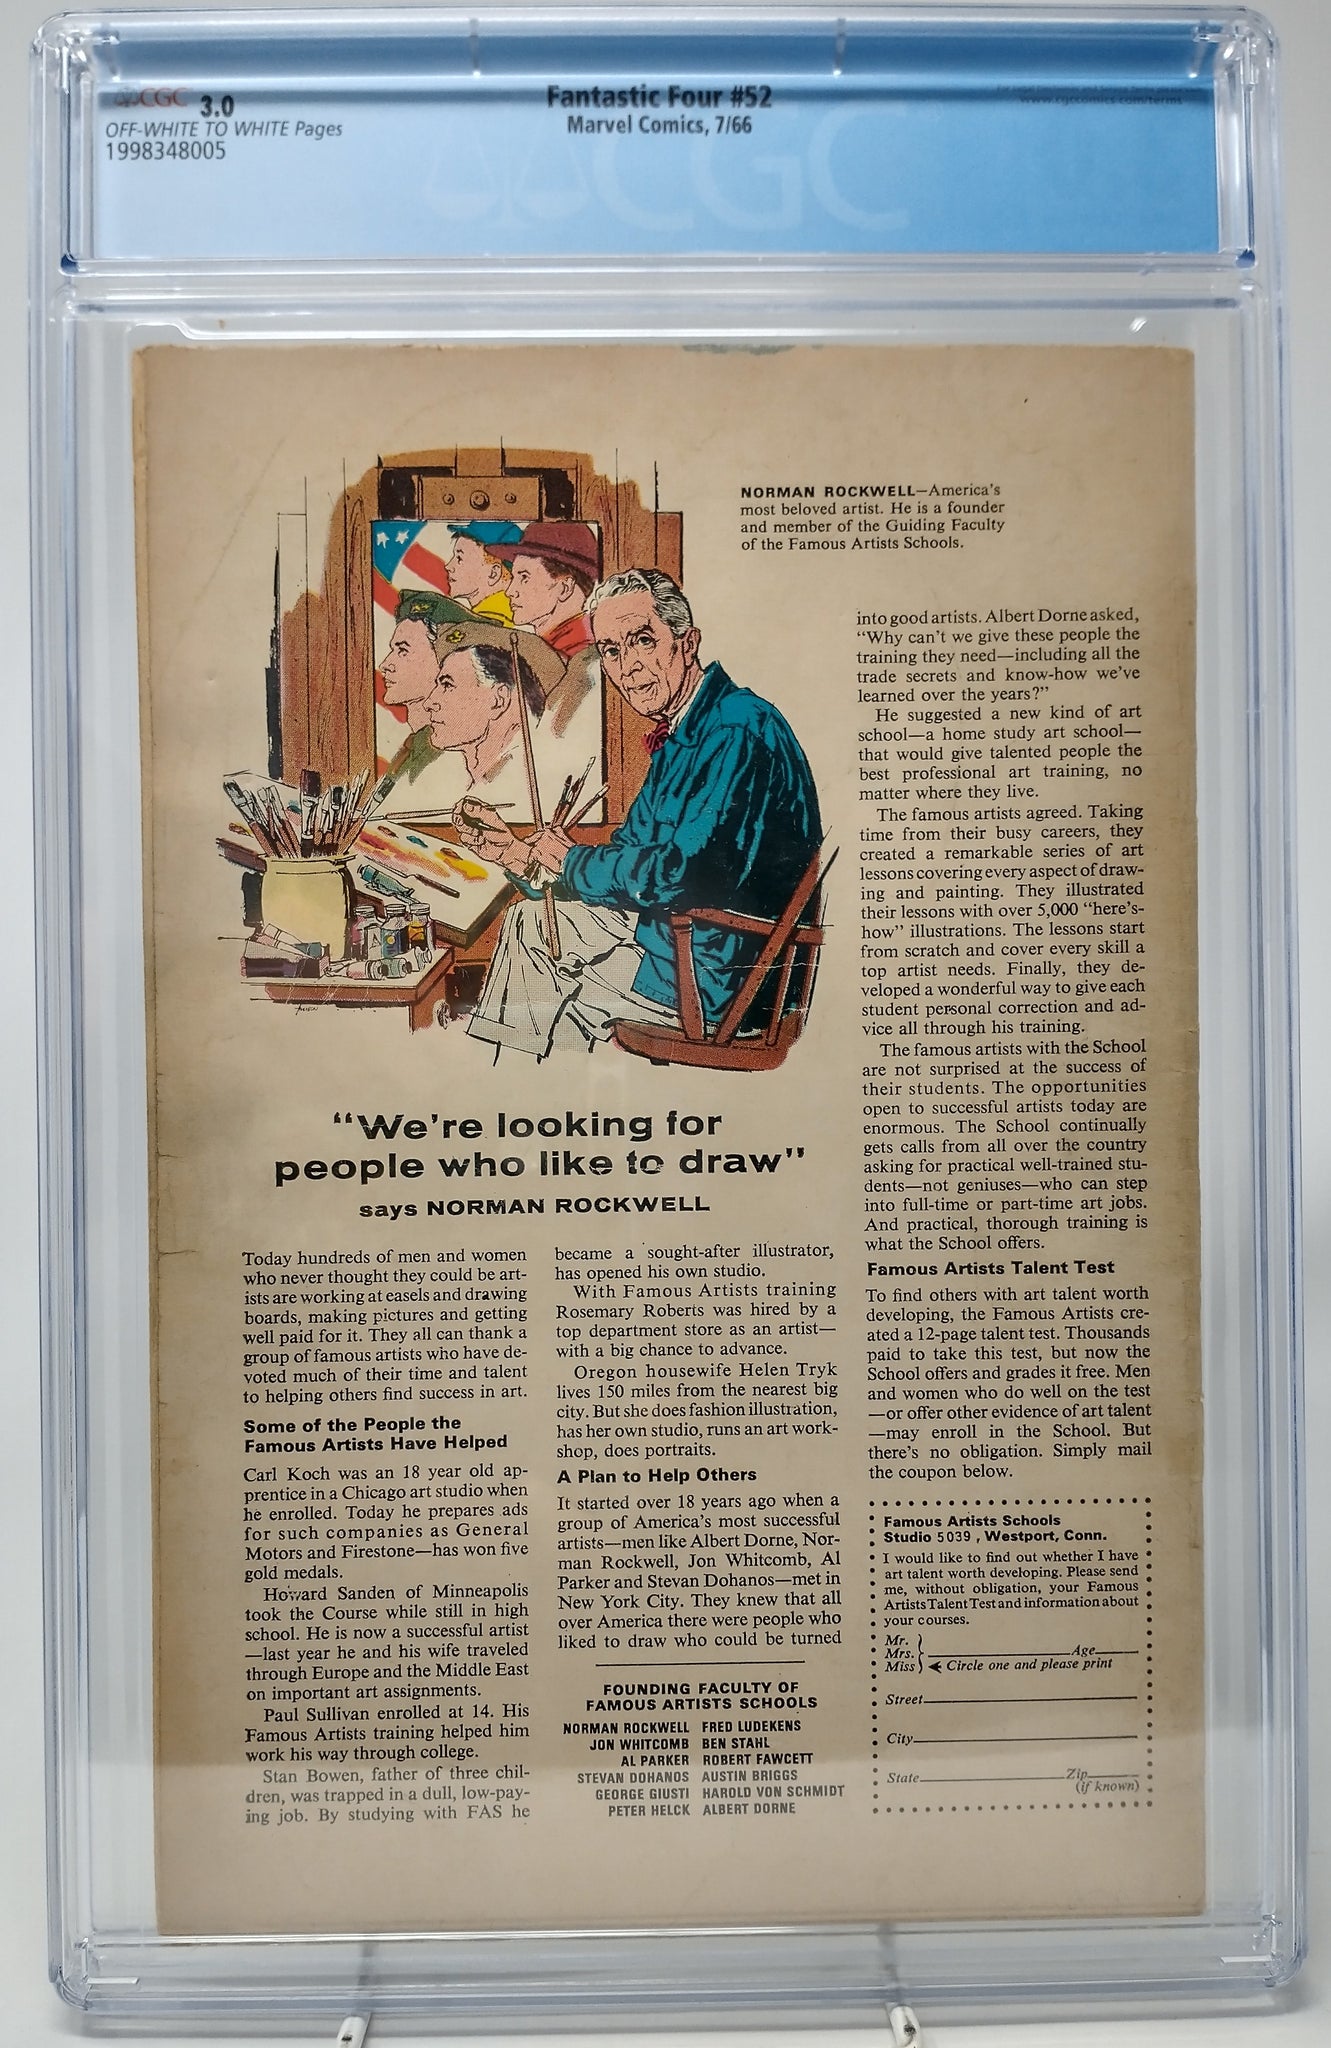 CGC 3.0
OFF-WHITE TO WHITE Pages
1998348005
Fantastic Four #52
Marvel Comics, 7/66
www.cgccomics.com/terms
CGC
NORMAN ROCKWELL—America's
most beloved artist. He is a founder
and member of the Guiding Faculty
of the Famous Artists Schools.
"We're looking for
people who like to draw"
says NORMAN ROCKWELL
Today hundreds of men and women
who never thought they could be art-
ists are working at easels and drawing
boards, making pictures and getting
well paid for it. They all can thank a
group of famous artists who have de-
voted much of their time and talent
to helping others find success in art.
Some of the People the
Famous Artists Have Helped
Carl Koch was an 18 year old ap-
prentice in a Chicago art studio when
he enrolled. Today he prepares ads
for such companies as General
Motors and Firestone—has won five
gold medals.
Howard Sanden of Minneapolis
took the Course while still in high
school. He is now a successful artist
—last year he and his wife traveled
through Europe and the Middle East
on important art assignments.
Paul Sullivan enrolled at 14. His
Famous Artists training helped him
work his way through college.
Stan Bowen, father of three chil-
dren, was trapped in a dull, low-pay-
ing job. By studying with FAS he
became a sought-after illustrator,
has opened his own studio.
With Famous Artists training
Rosemary Roberts was hired by a
top department store as an artist—
with a big chance to advance.
Oregon housewife Helen Tryk
lives 150 miles from the nearest big
city. But she does fashion illustration,
has her own studio, runs an art work-
shop, does portraits.
A Plan to Help Others
It started over 18 years ago when a
group of America's most successful
artists—men like Albert Dorne, Nor-
man Rockwell, Jon Whitcomb, Al
Parker and Stevan Dohanos—met in
New York City. They knew that all
over America there were people who
liked to draw who could be turned
FOUNDING FACULTY OF
FAMOUS ARTISTS SCHOOLS
NORMAN ROCKWELL FRED LUDEKENS
JON WHITCOMB BEN STAHL
AL PARKER ROBERT FAWCETT
STEVAN DOHANOS AUSTIN BRIGGS
GEORGE GIUSTI HAROLD VON SCHMIDT
PETER HELCK ALBERT DORNE
into good artists. Albert Dorne asked,
"Why can't we give these people the
training they need—including all the
trade secrets and know-how we've
learned over the years?"
He suggested a new kind of art
school—a home study art school—
that would give talented people the
best professional art training, no
matter where they live.
The famous artists agreed. Taking
time from their busy careers, they
created a remarkable series of art
lessons covering every aspect of draw-
ing and painting. They illustrated
their lessons with over 5,000 "here's-
how" illustrations. The lessons start
from scratch and cover every skill a
top artist needs. Finally, they de-
veloped a wonderful way to give each
student personal correction and ad-
vice all through his training.
The famous artists with the School
are not surprised at the success of
their students. The opportunities
open to successful artists today are
enormous. The School continually
gets calls from all over the country
asking for practical well-trained stu-
dents—not geniuses—who can step
into full-time or part-time art jobs.
And practical, thorough training is
what the School offers.
Famous Artists Talent Test
To find others with art talent worth
developing, the Famous Artists cre-
ated a 12-page talent test. Thousands
paid to take this test, but now the
School offers and grades it free. Men
and women who do well on the test
—or offer other evidence of art talent
—may enroll in the School. But
there's no obligation. Simply mail
the coupon below.
Famous Artists Schools
Studio 5039, Westport, Conn.
I would like to find out whether I have
art talent worth developing. Please send
me, without obligation, your Famous
Artists Talent Test and information about
your courses.
Mr.
Mrs. Age
Miss Circle one and please print
Street
City
State Zip
(if known)